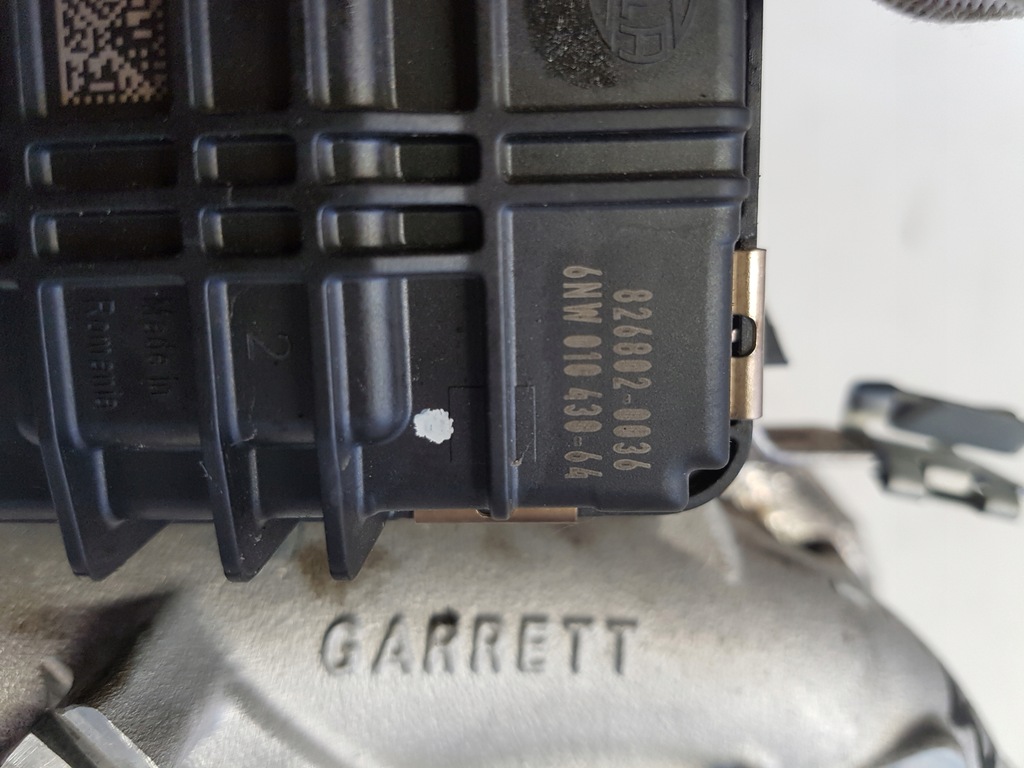 826802-0036
6NW 010 430-64
2
Made in
Romania
GARRETT